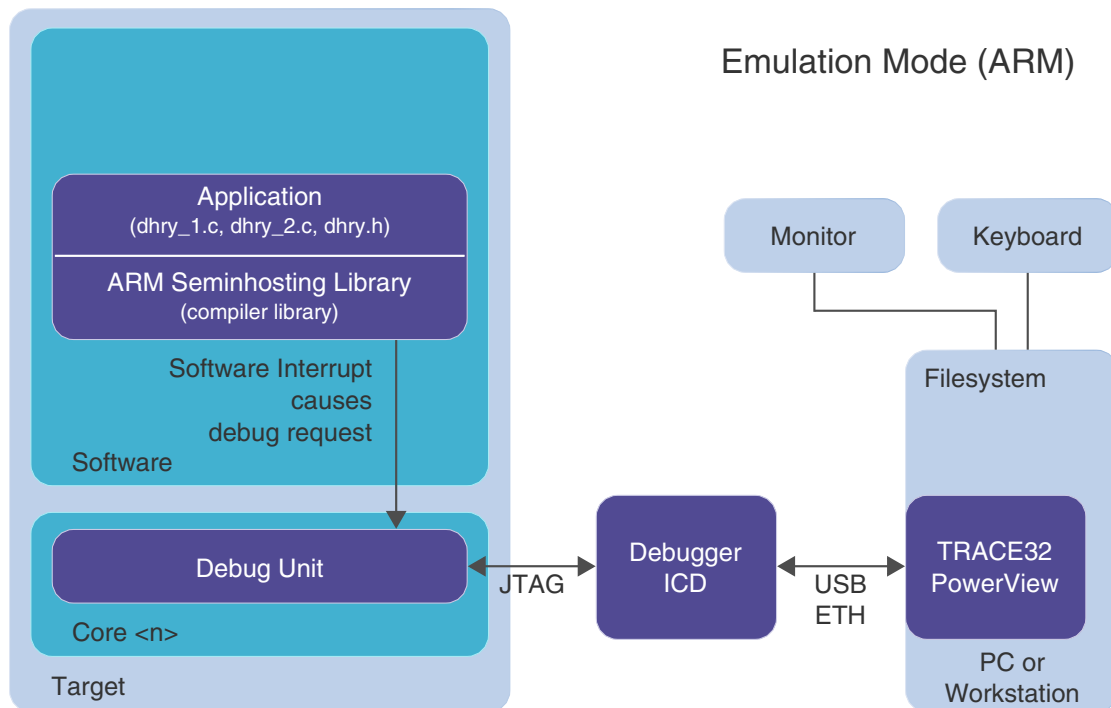 Emulation Mode (ARM)
Application
(dhry_1.c, dhry_2.c, dhry.h)
ARM Seminhosting Library
(compiler library)
Software Interrupt
causes
debug request
Software
Debug Unit
Core <n>
Target
JTAG
Debugger
ICD
USB
ETH
Monitor
Keyboard
Filesystem
TRACE32
PowerView
PC or
Workstation